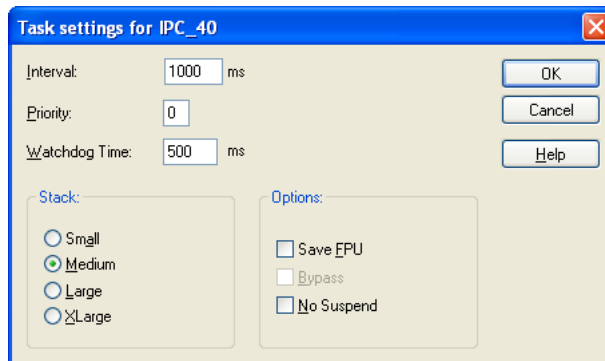 Task settings for IPC_40
Interval: 1000 ms
OK
Priority: 0
Cancel
Watchdog Time: 500 ms
Help
Stack:
Small
Medium
Large
XLarge
Options:
Save FPU
Bypass
No Suspend